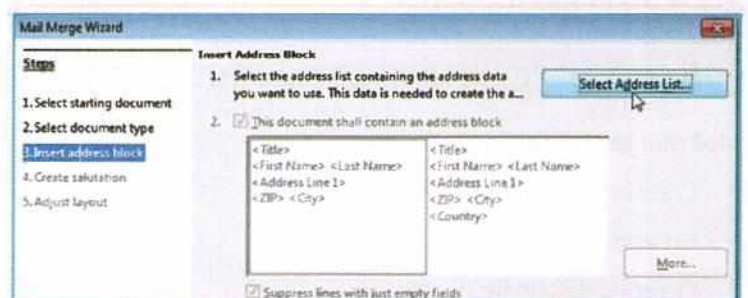 Mail Merge Wizard
Steps
1. Select starting document
2. Select document type
3. Insert address block
4. Create salutation
5. Adjust layout
Insert Address Block
1. Select the address list containing the address data
you want to use. This data is needed to create the a...
Select Address List...
2. This document shall contain an address block
<Title>
<First Name> <Last Name>
<Address Line 1>
<ZIP> <City>
<Title>
<First Name> <Last Name>
<Address Line 1>
<ZIP> <City>
<Country>
More...
Suppress lines with just empty fields